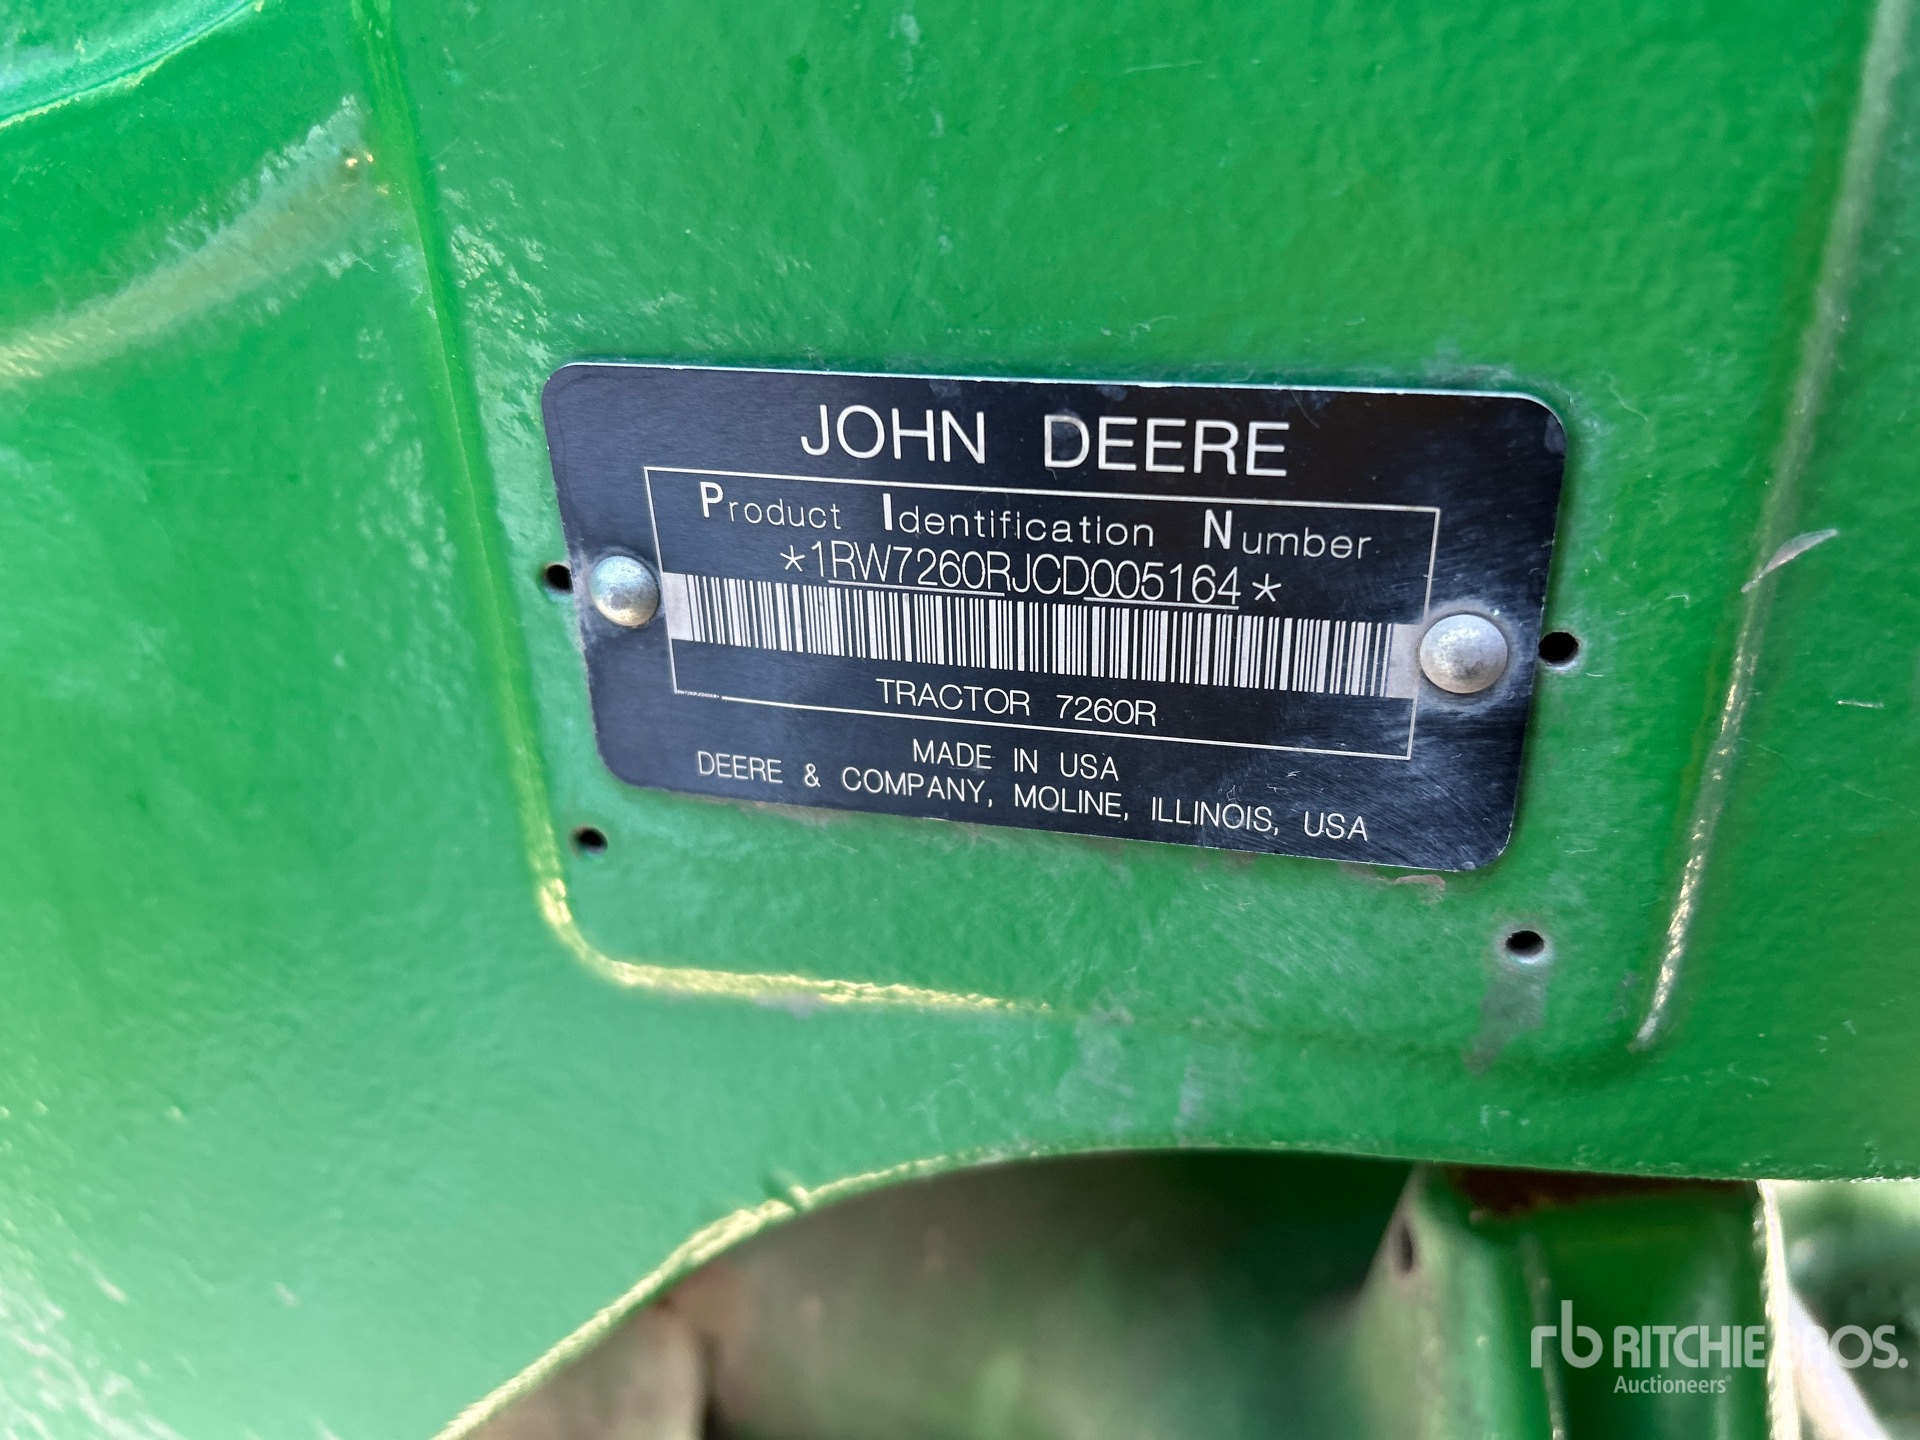 JOHN DEERE
Product Identification Number
*1RW7260RJCD005164*
TRACTOR 7260R
MADE IN USA
DEERE & COMPANY, MOLINE, ILLINOIS, USA
rb RITCHIE BROS.
Auctioneers